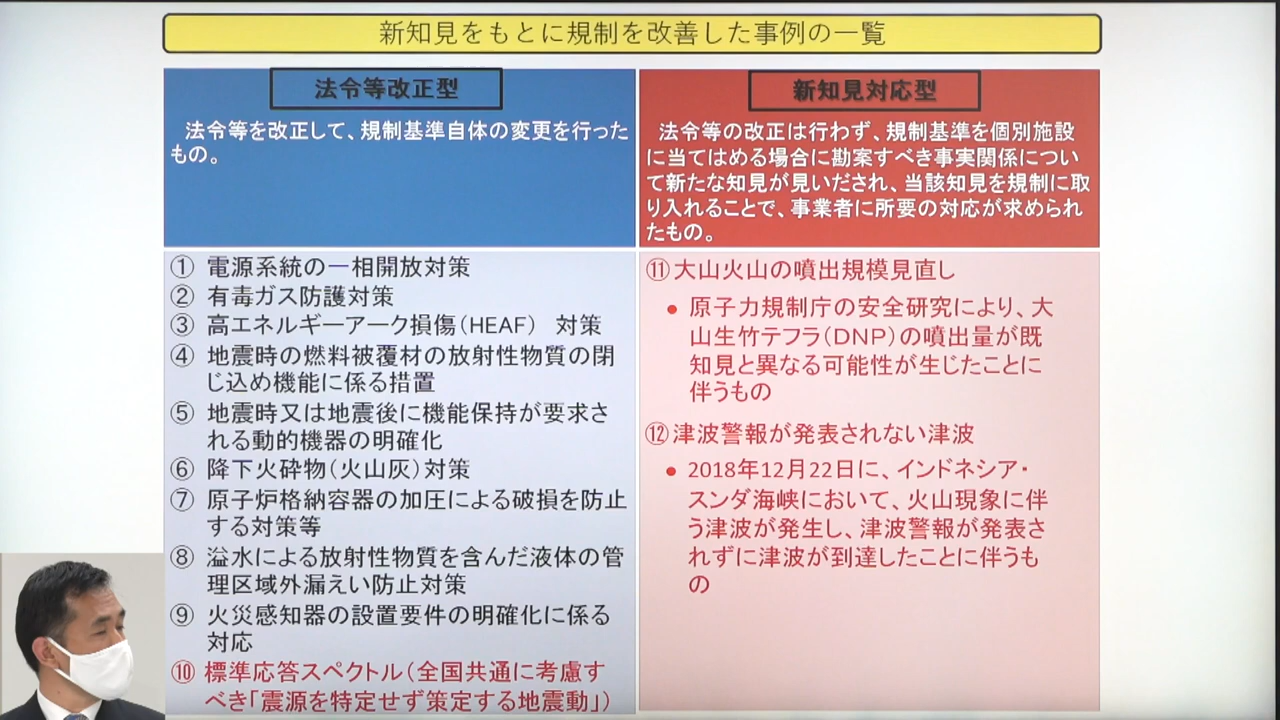 新知見をもとに規制を改善した事例の一覧
法令等改正型
法令等を改正して、規制基準自体の変更を行った
もの。
① 電源系統の一相開放対策
② 有毒ガス防護対策
③ 高エネルギーアーク損傷(HEAF) 対策
④ 地震時の燃料被覆材の放射性物質の閉
じ込め機能に係る措置
⑤ 地震時又は地震後に機能保持が要求さ
れる動的機器の明確化
⑥ 降下火砕物(火山灰)対策
⑦ 原子炉格納容器の加圧による破損を防止
する対策等
⑧ 溢水による放射性物質を含んだ液体の管
理区域外漏えい防止対策
⑨ 火災感知器の設置要件の明確化に係る
対応
⑩ 標準応答スペクトル(全国共通に考慮す
べき「震源を特定せず策定する地震動」)
新知見対応型
法令等の改正は行わず、規制基準を個別施設
に当てはめる場合に勘案すべき事実関係につい
て新たな知見が見いだされ、当該知見を規制に取
り入れることで、事業者に所要の対応が求められ
たもの。
⑪ 大山火山の噴出規模見直し
• 原子力規制庁の安全研究により、大
山生竹テフラ(DNP)の噴出量が既
知見と異なる可能性が生じたことに
伴うもの
⑫ 津波警報が発表されない津波
• 2018年12月22日に、インドネシア・
スンダ海峡において、火山現象に伴
う津波が発生し、津波警報が発表さ
れずに津波が到達したことに伴うも
の